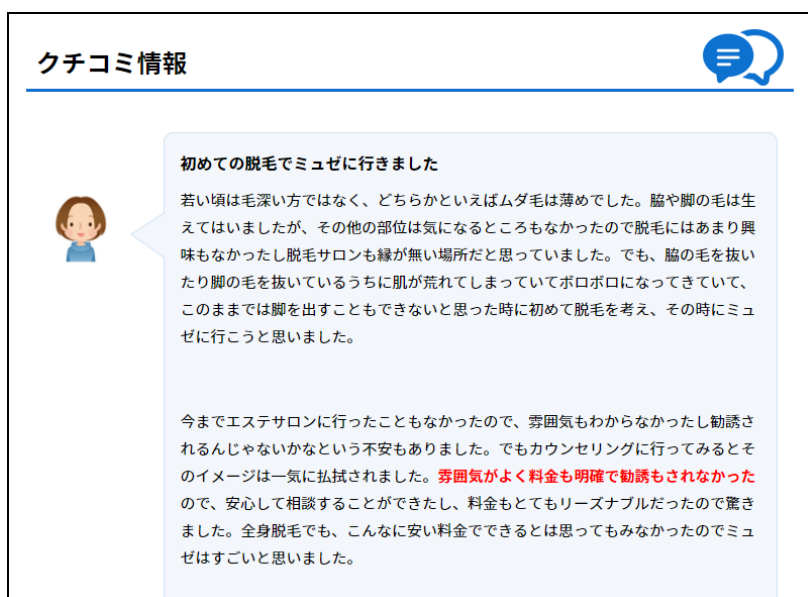 クチコミ情報
初めての脱毛でミュゼに行きました
若い頃は毛深い方ではなく、どちらかといえばムダ毛は薄めでした。脇や脚の毛は生
えてはいましたが、その他の部位は気になるところもなかったので脱毛にはあまり興
味もなかったし脱毛サロンも縁が無い場所だと思っていました。でも、脇の毛を抜い
たり脚の毛を抜いているうちに肌が荒れてしまっていてボロボロになってきていて、
このままでは脚を出すこともできないと思った時に初めて脱毛を考え、その時にミュ
ゼに行こうと思いました。
今までエステサロンに行ったこともなかったので、雰囲気もわからなかったし勧誘さ
れるんじゃないかなという不安もありました。でもカウンセリングに行ってみるとそ
のイメージは一気に払拭されました。雰囲気がよく料金も明確で勧誘もされなかった
ので、安心して相談することができたし、料金もとてもリーズナブルだったので驚き
ました。全身脱毛でも、こんなに安い料金でできるとは思ってもみなかったのでミュ
ゼはすごいと思いました。